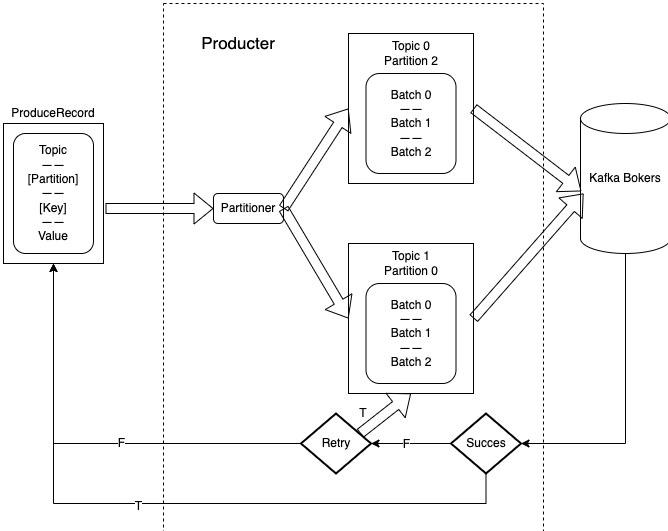 Producter
Topic 0
Partition 2
Batch 0
— —
Batch 1
— —
Batch 2
ProduceRecord
Topic
— —
[Partition]
— —
[Key]
— —
Value
Partitioner
Kafka Bokers
Topic 1
Partition 0
Batch 0
— —
Batch 1
— —
Batch 2
T
F
Retry
F
Succes
T